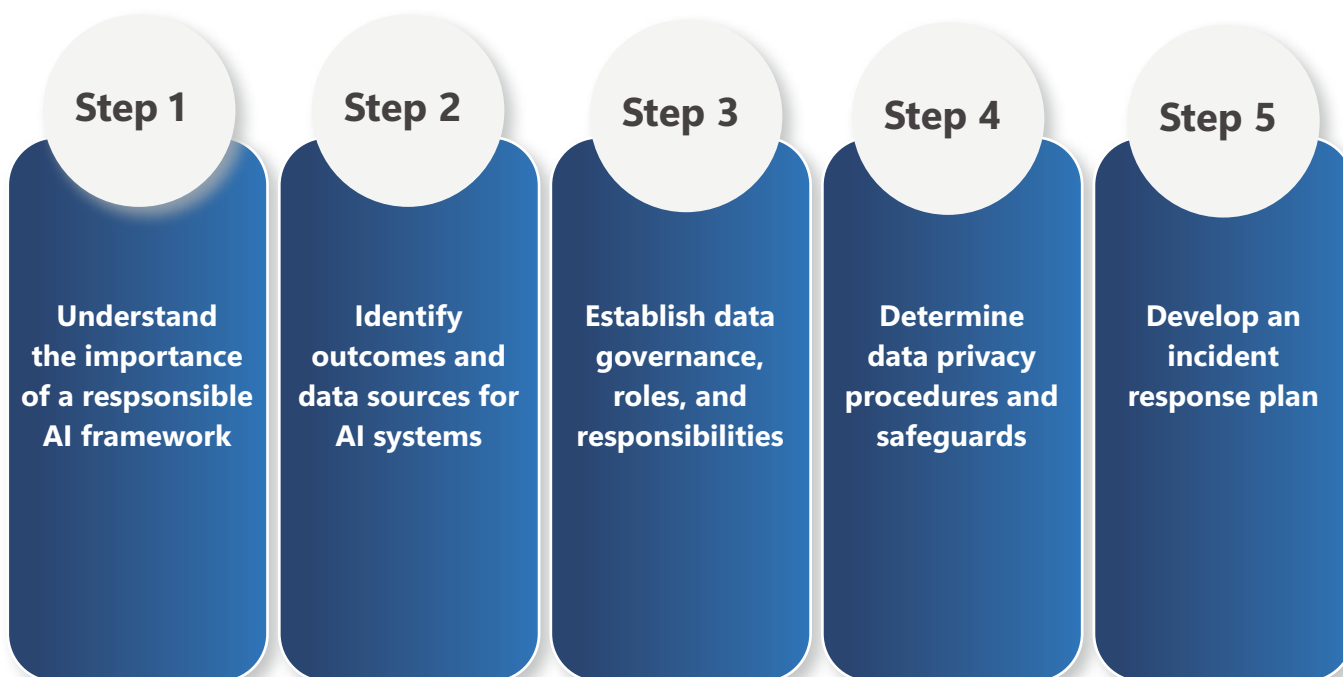 Step 1
Understand
the importance
of a respsonsible
AI framework
Step 2
Identify
outcomes and
data sources for
AI systems
Step 3
Establish data
governance,
roles, and
responsibilities
Step 4
Determine
data privacy
procedures and
safeguards
Step 5
Develop an
incident
response plan